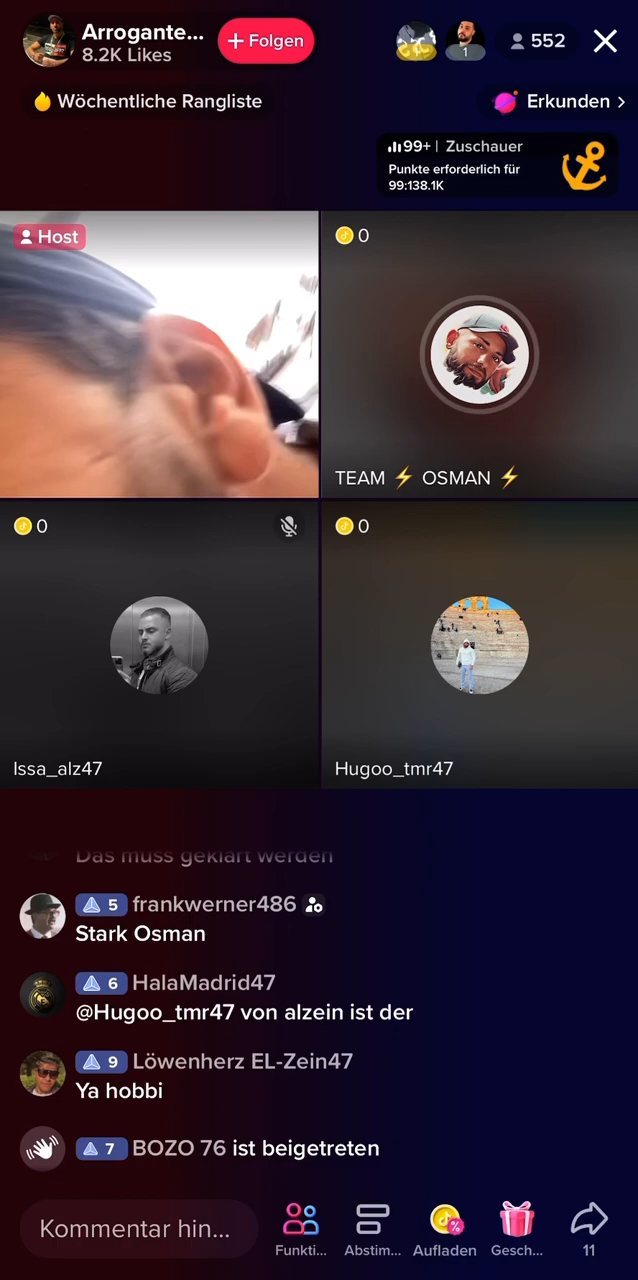 Arrogante...
8.2K Likes
+ Folgen
1
552
Wöchentliche Rangliste
Erkunden >
99+ | Zuschauer
Punkte erforderlich für
99:138.1K
Host
0
TEAM ⚡ OSMAN ⚡
0
Issa_alz47
0
Hugoo_tmr47
Das muss geklärt werden
5 frankwerner486
Stark Osman
6 HalaMadrid47
@Hugoo_tmr47 von alzein ist der
9 Löwenherz EL-Zein47
Ya hobbi
7 BOZO 76 ist beigetreten
Kommentar hin...
Funkti...
Abstim...
Aufladen
Gesch...
11